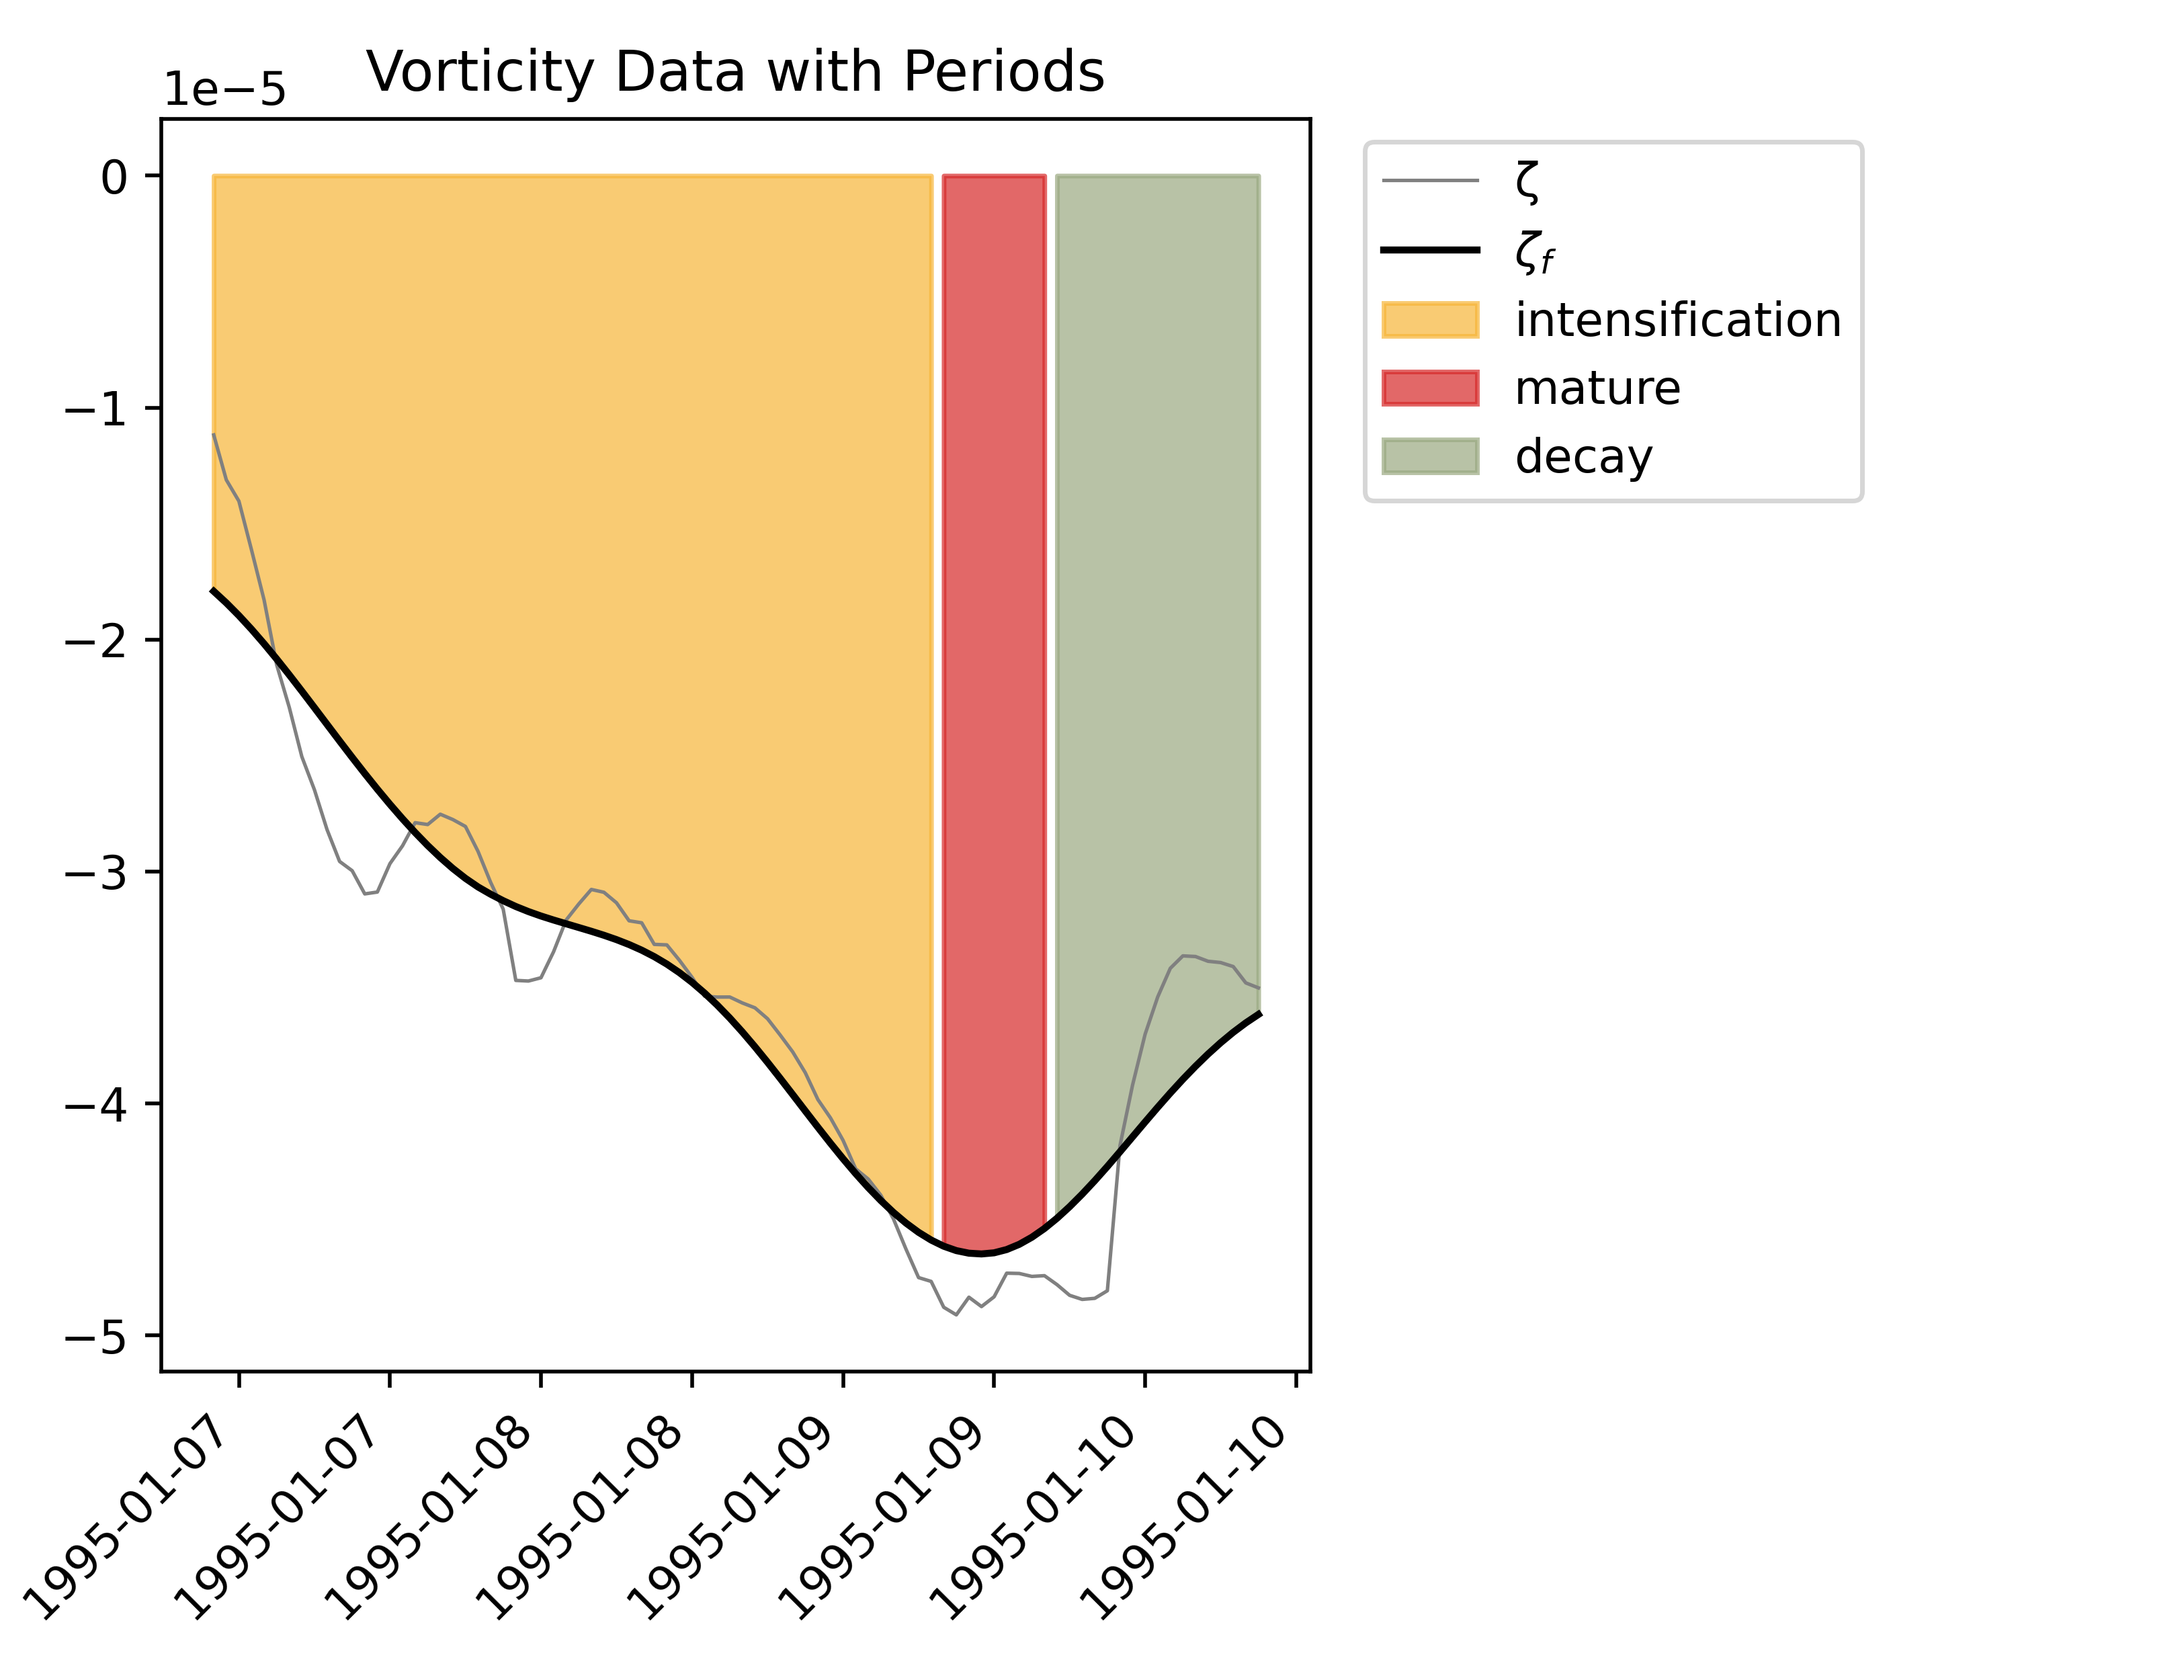 Vorticity Data with Periods
1e−5
0
−1
−2
−3
−4
−5
1995-01-07
1995-01-07
1995-01-08
1995-01-08
1995-01-09
1995-01-09
1995-01-10
1995-01-10
ζ
ζf
intensification
mature
decay